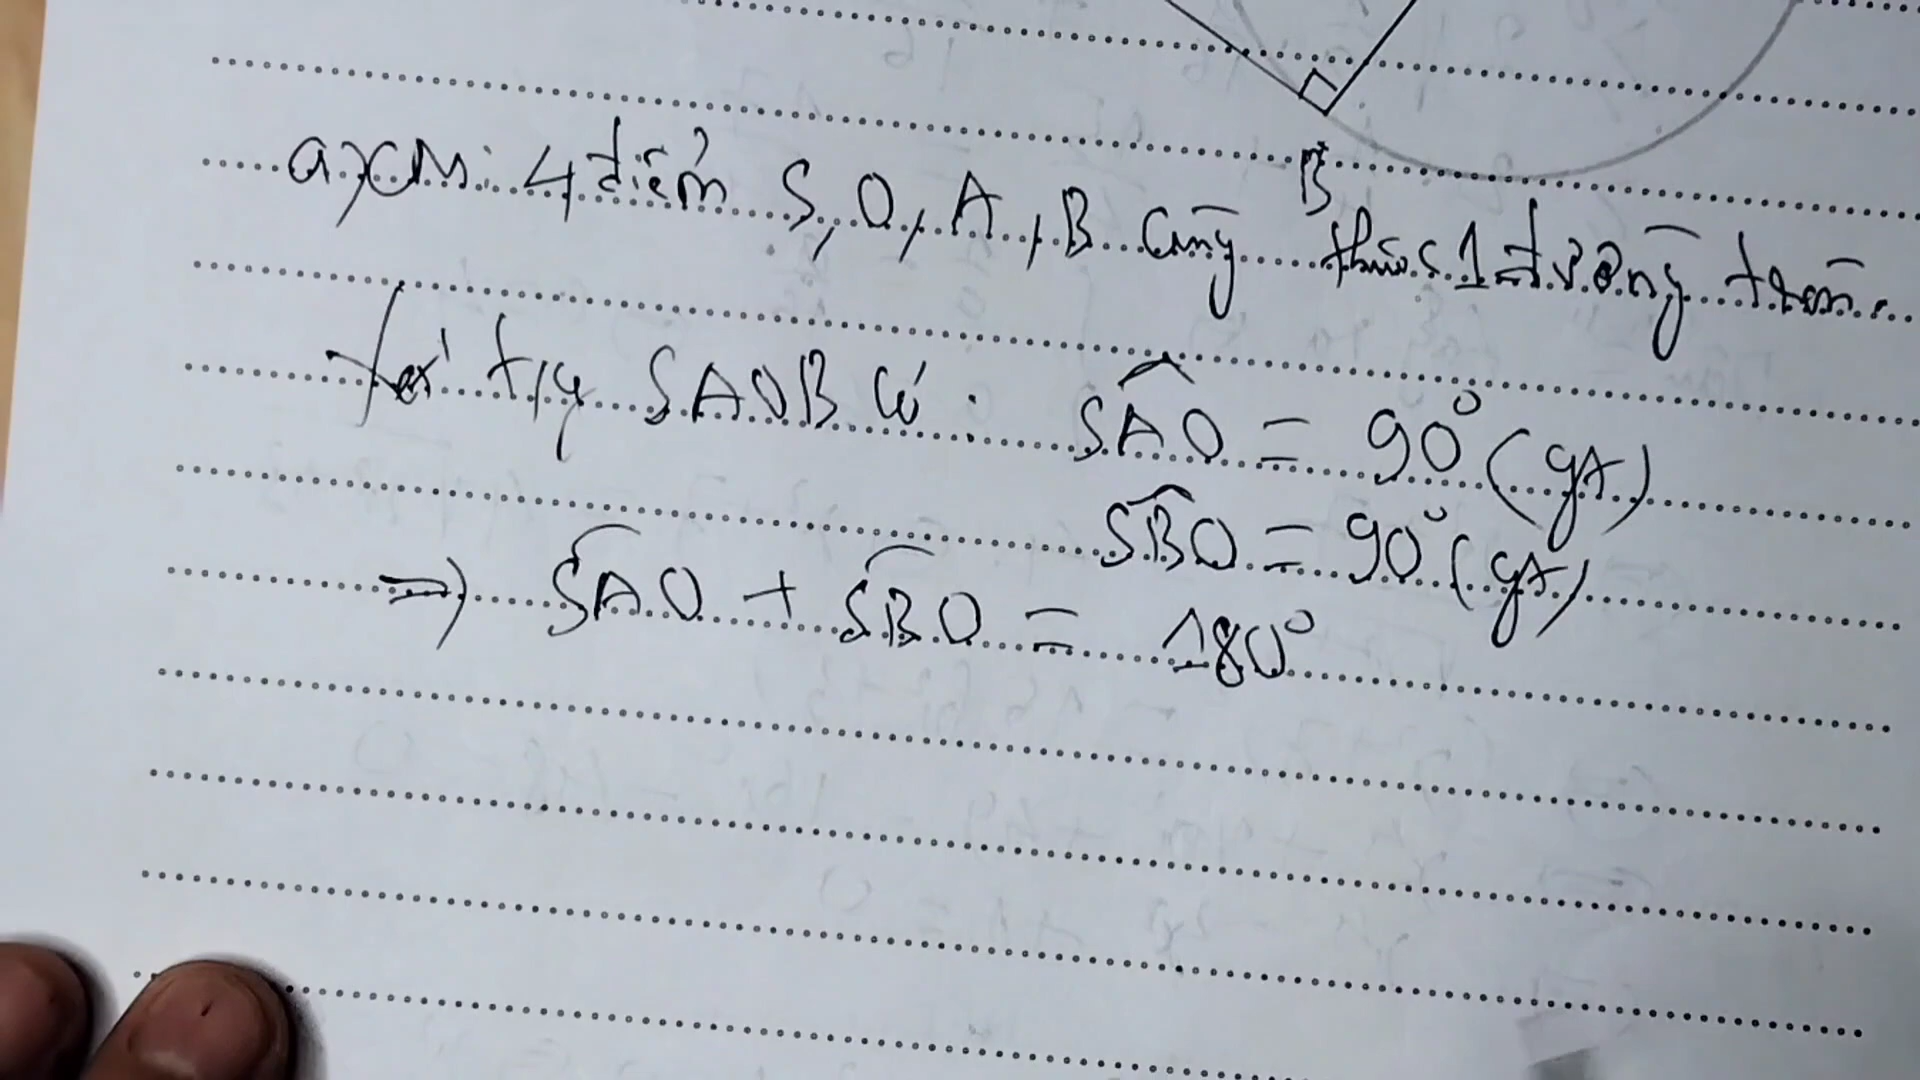 B
a) CM: 4 điểm S, O, A, B cùng thuộc 1 đường tròn.
Xét t/g SAOB có: SAO = 90° (gt)
SBO = 90° (gt)
=> SAO + SBO = 180°